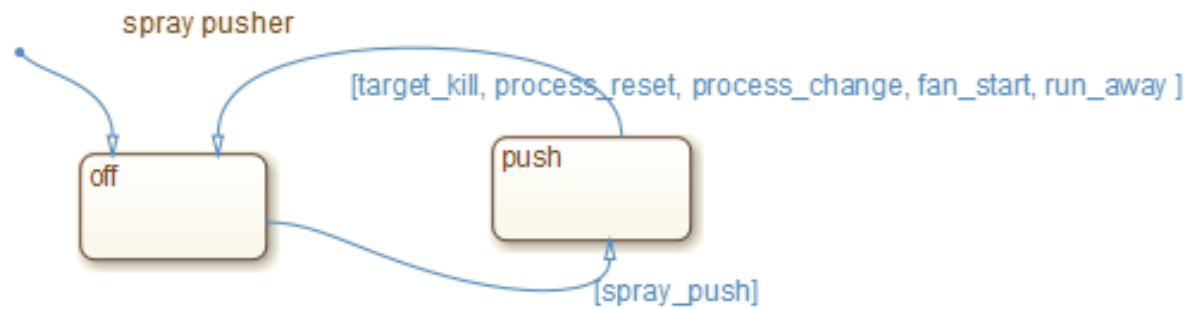 spray pusher
[target_kill, process_reset, process_change, fan_start, run_away ]
off
push
[spray_push]